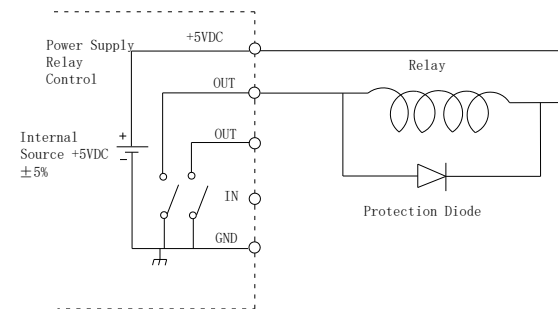 +5VDC
Power Supply
Relay
Control
Relay
OUT
+
Internal
Source +5VDC
−
±5%
OUT
IN
Protection Diode
GND